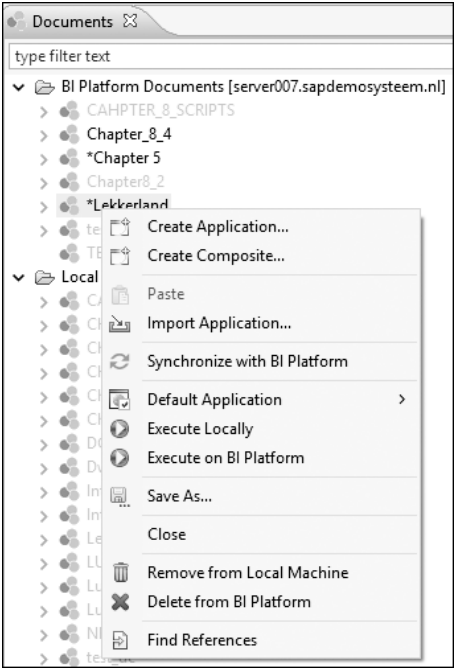 Documents
type filter text
BI Platform Documents [server007.sapdemosysteem.nl]
CAHPTER_8_SCRIPTS
Chapter_8_4
*Chapter 5
Chapter8_2
*Lekkerland
Create Application...
Create Composite...
Local
Paste
Import Application...
Synchronize with BI Platform
Default Application
Execute Locally
Execute on BI Platform
Save As...
Close
Remove from Local Machine
Delete from BI Platform
Find References